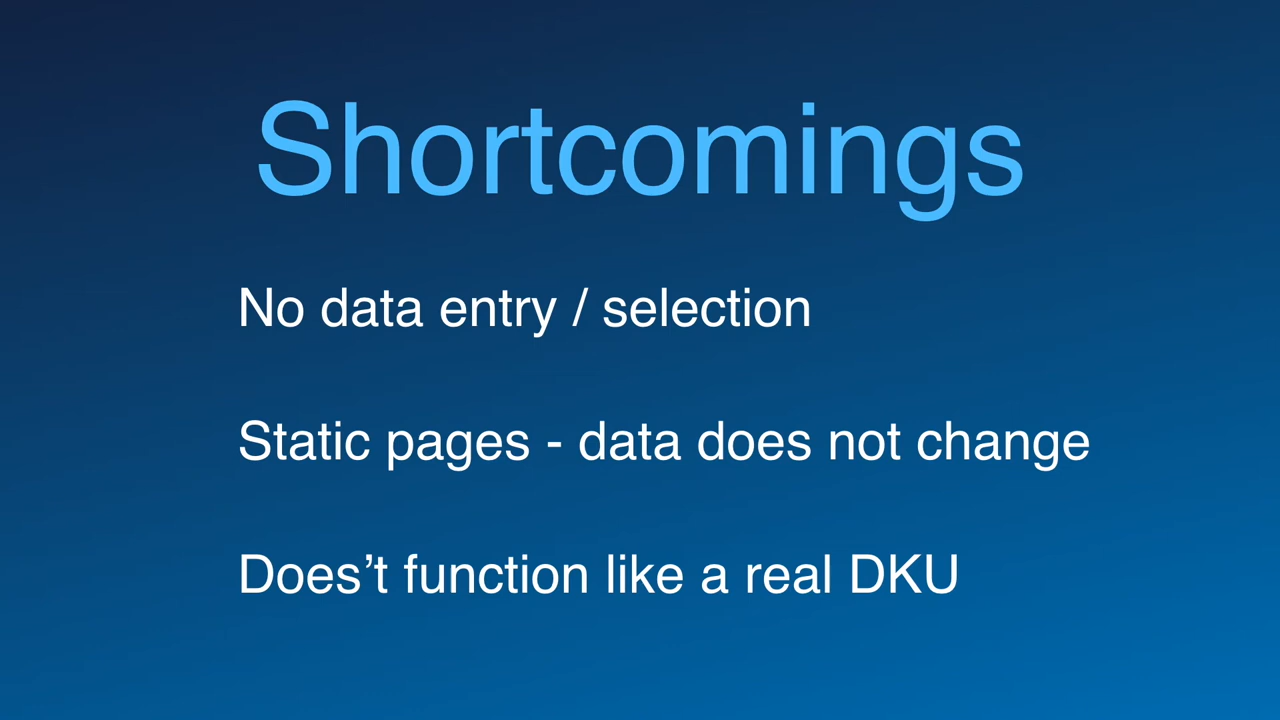 Shortcomings
No data entry / selection
Static pages - data does not change
Does’t function like a real DKU